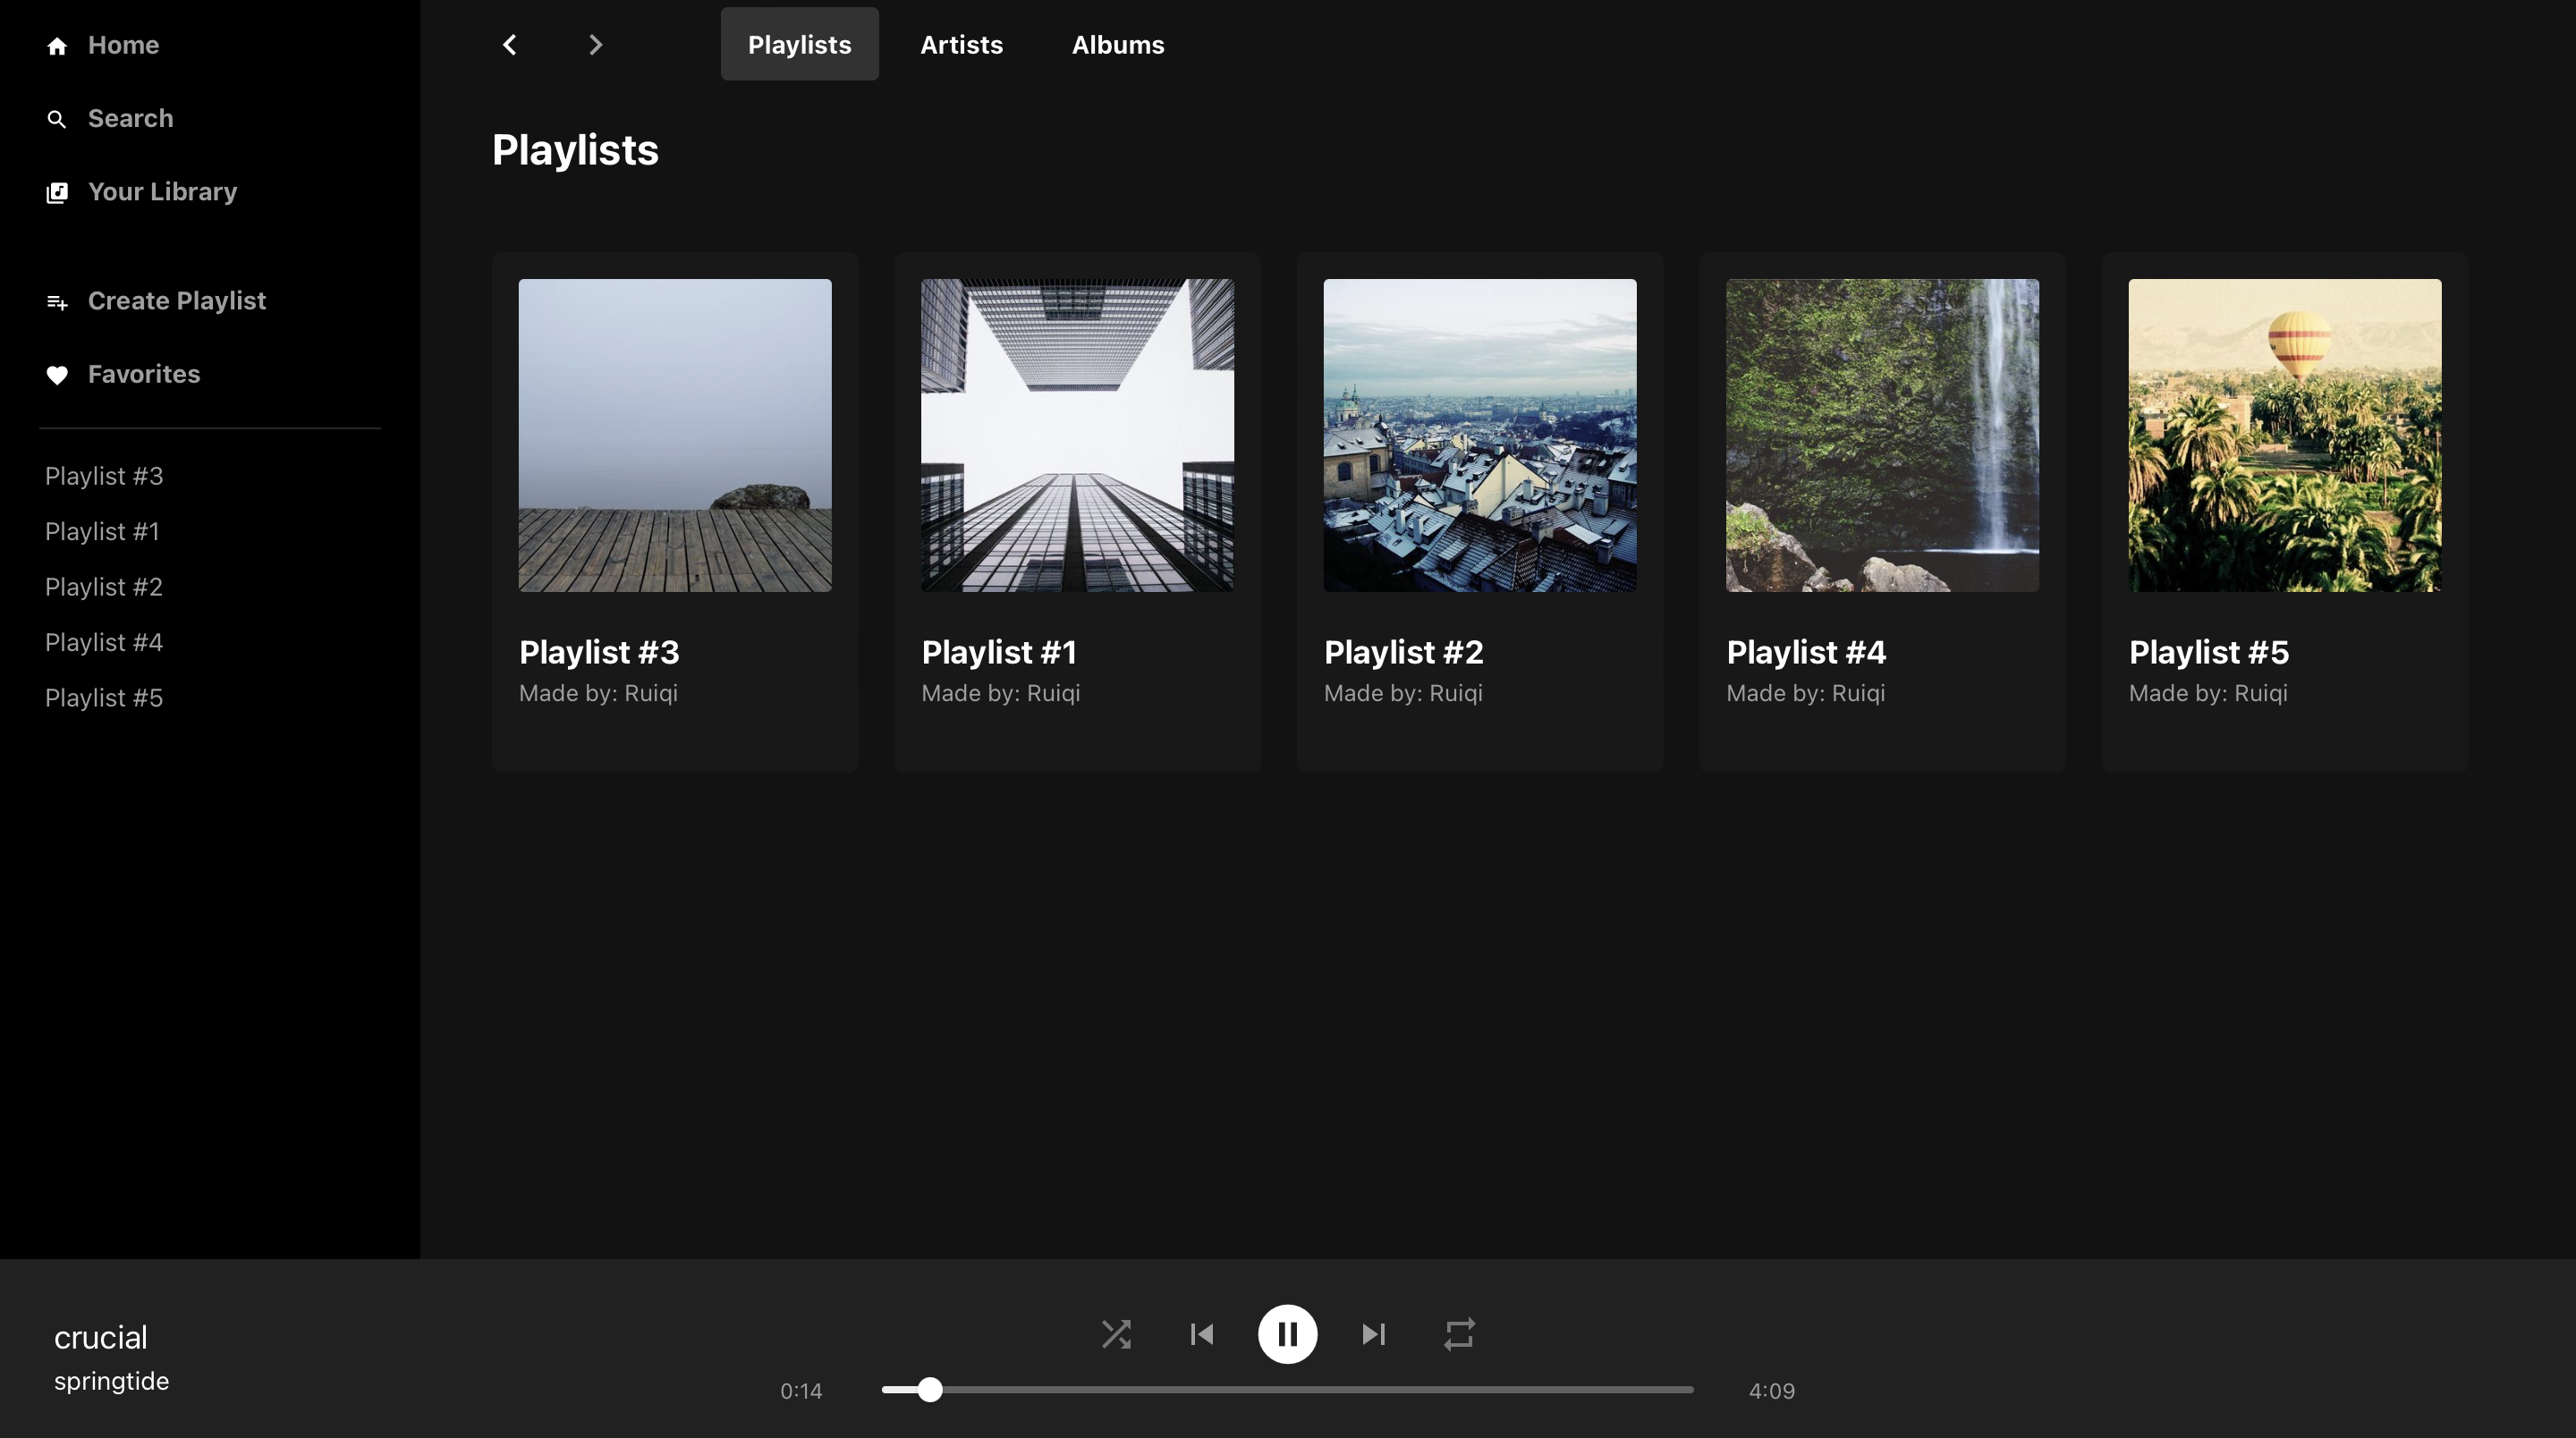 Home
Search
Your Library
Create Playlist
Favorites
Playlist #3
Playlist #1
Playlist #2
Playlist #4
Playlist #5
Playlists
Artists
Albums
Playlists
Playlist #3
Made by: Ruiqi
Playlist #1
Made by: Ruiqi
Playlist #2
Made by: Ruiqi
Playlist #4
Made by: Ruiqi
Playlist #5
Made by: Ruiqi
crucial
springtide
0:14
4:09